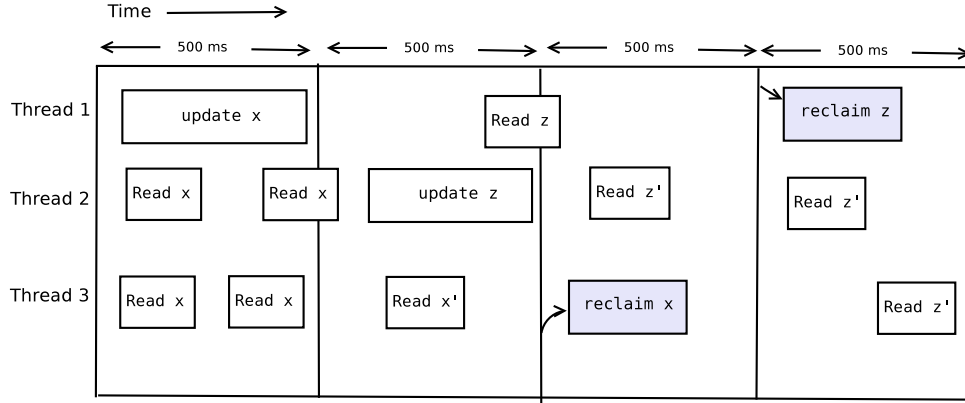 Time
500 ms 500 ms 500 ms 500 ms
Thread 1 update x Read z reclaim z
Thread 2 Read x Read x update z Read z' Read z'
Thread 3 Read x Read x Read x' reclaim x Read z'